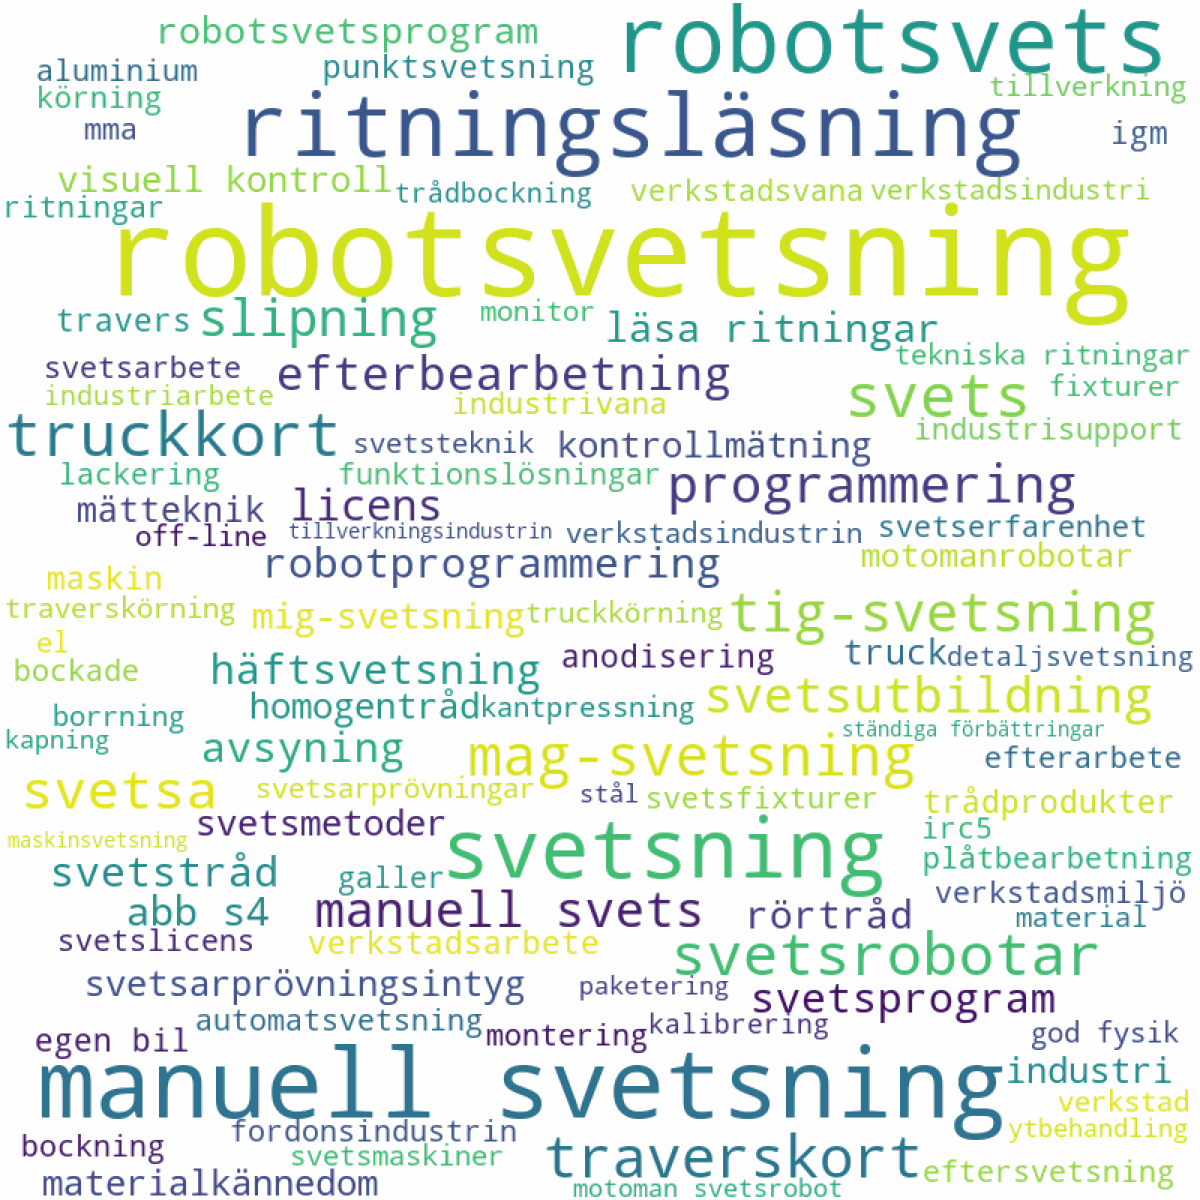 robotsvets
robotsvetsprogram
aluminium
punktsvetsning
tillverkning
körning
ritningsläsning
mma
igm
visuell kontroll
trådbockning
verkstadsvana
verkstadsindustri
ritningar
robotsvetsning
travers
slipning
monitor
läsa ritningar
tekniska ritningar
svetsarbete
efterbearbetning
svets
fixturer
industriarbete
industrivana
industrisupport
truckkort
svetsteknik
kontrollmätning
lackering
funktionslösningar
programmering
mätteknik
licens
off-line
tillverkningsindustrin
verkstadsindustrin
svetserfarenhet
robotprogrammering
motomanrobotar
maskin
traverskörning
mig-svetsning
truckkörning
tig-svetsning
el
bockade
häftsvetsning
anodisering
truck
detaljsvetsning
svetsutbildning
borrning
homogentråd
kantpressning
kapning
avsyning
mag-svetsning
ständiga förbättringar
efterarbete
svetsa
svetsarprövningar
stål
svetsfixturer
trådprodukter
maskinsvetsning
svetsmetoder
svetsning
irc5
svetstråd
galler
plåtbearbetning
abb s4
manuell svets
rörtråd
verkstadsmiljö
material
svetslicens
verkstadsarbete
svetsrobotar
svetsarprövningsintyg
paketering
svetsprogram
automatsvetsning
montering
kalibrering
god fysik
egen bil
manuell svetsning
industri
verkstad
bockning
fordonsindustrin
ytbehandling
svetsmaskiner
traverskort
eftersvetsning
materialkännedom
motoman svetsrobot